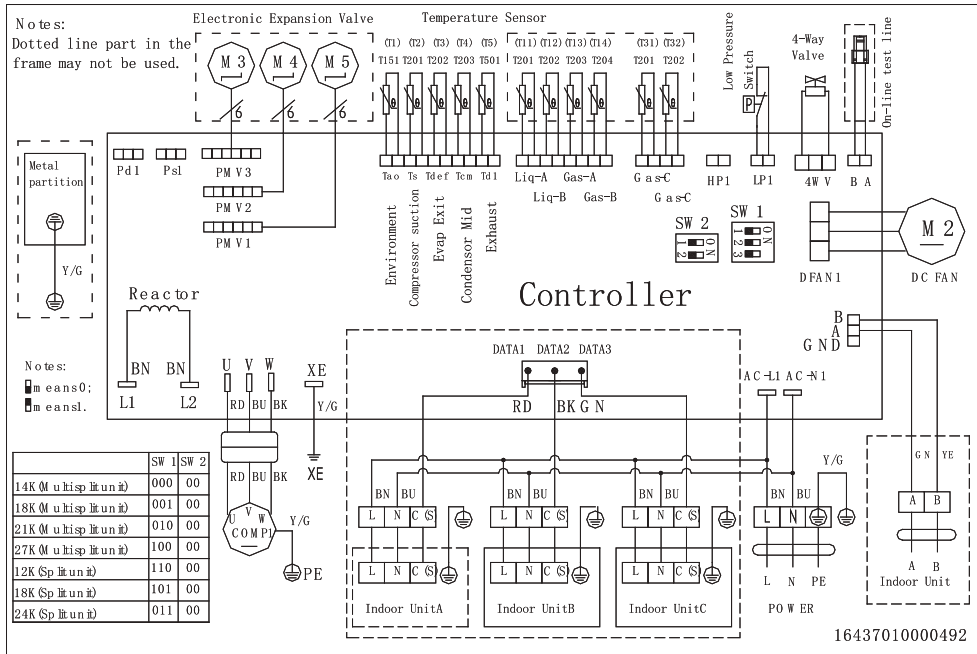 Notes:
Dotted line part in the
frame may not be used.
Electronic Expansion Valve
M3 M4 M5
6 6 6
Temperature Sensor
(T1) (T2) (T3) (T4) (T5)
T151 T201 T202 T203 T501
(T11) (T12) (T13) (T14)
T201 T202 T203 T204
(T31) (T32)
T201 T202
θ θ θ θ θ θ θ θ θ θ θ
Low Pressure
Switch
P
4-Way
Valve
On-line test line
Metal
partition
Y/G
Pd1 Ps1 PMV3
PMV2
PMV1
Tao Ts Tdef Tcm Td1
Environment
Compressor suction
Evap Exit
Condensor Mid
Exhaust
Liq-A Gas-A
Liq-B Gas-B
Gas-C
Gas-C
HP1 LP1 4WV B A
SW 2
1 2 ON
SW 1
1 2 3 ON
DFAN1
M2
DC FAN
Controller
Reactor
BN BN
L1 L2
U V W
RD BU BK
XE
Y/G
XE
RD BU BK
U V W
COMP1
Y/G
PE
Notes:
means0;
means1.
SW 1 SW 2
14K(Multisplitunit) 000 00
18K(Multisplitunit) 001 00
21K(Multisplitunit) 010 00
27K(Multisplitunit) 100 00
12K(Splitunit) 110 00
18K(Splitunit) 101 00
24K(Splitunit) 011 00
DATA1 DATA2 DATA3
RD BK GN
BN BU BN BU BN BU
L N C(S) L N C(S) L N C(S)
L N C(S) L N C(S) L N C(S)
Indoor UnitA Indoor UnitB Indoor UnitC
AC-L1 AC-N1
Y/G
BN BU
L N
L N PE
POWER
B
A
GND
GN YE
A B
A B
Indoor Unit
16437010000492